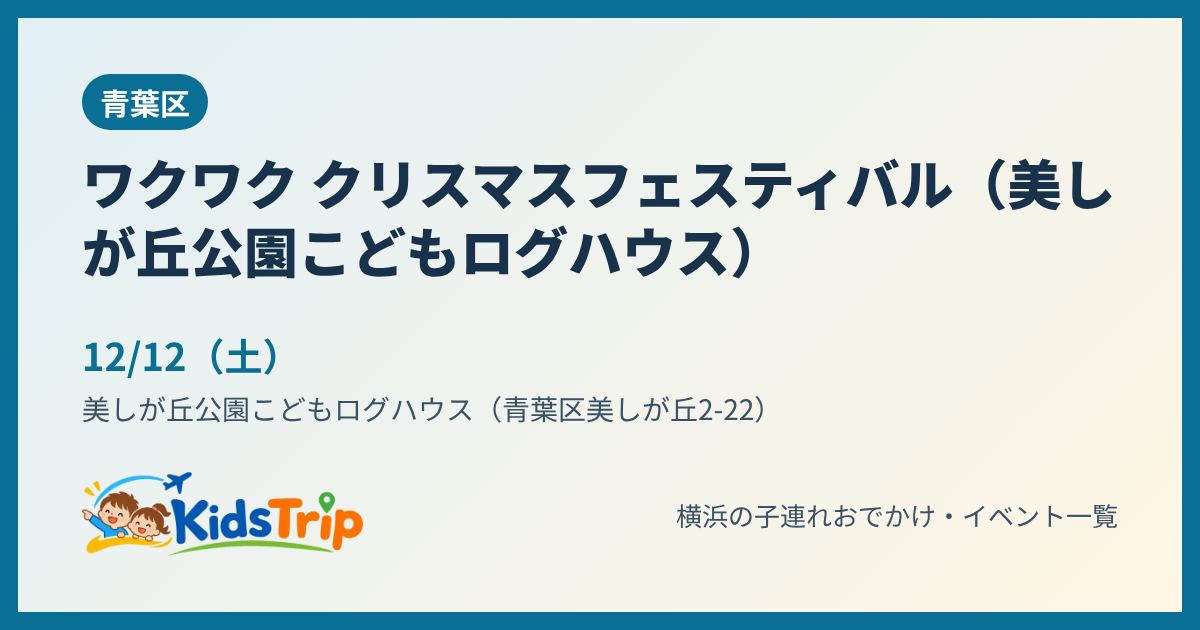 青葉区
ワクワク クリスマスフェスティバル（美し
が丘公園こどもログハウス）
12/12（土）
美しが丘公園こどもログハウス（青葉区美しが丘2-22）
KidsTrip
横浜の子連れおでかけ・イベント一覧